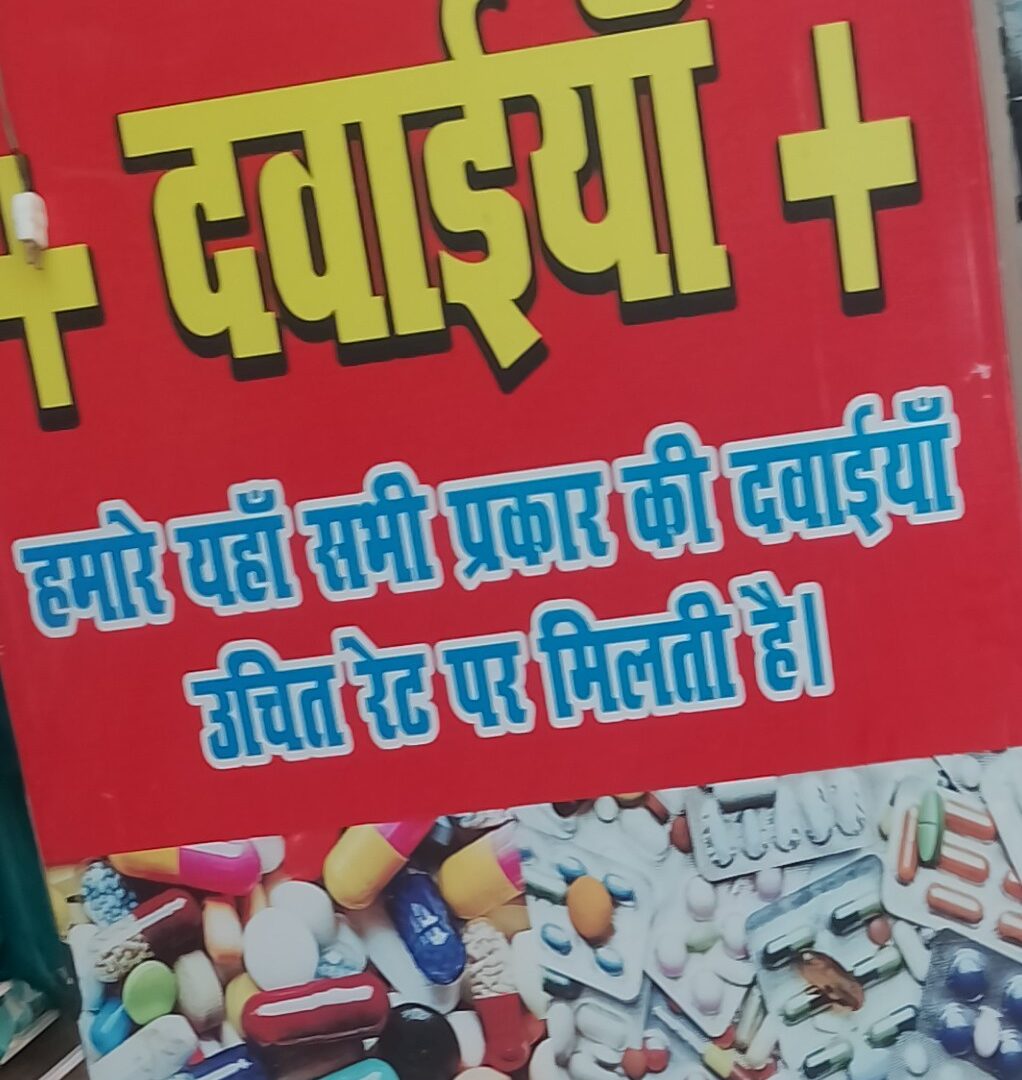 दवाईयाँ
हमारे यहाँ सभी प्रकार की दवाईयाँ
उचित रेट पर मिलती है।